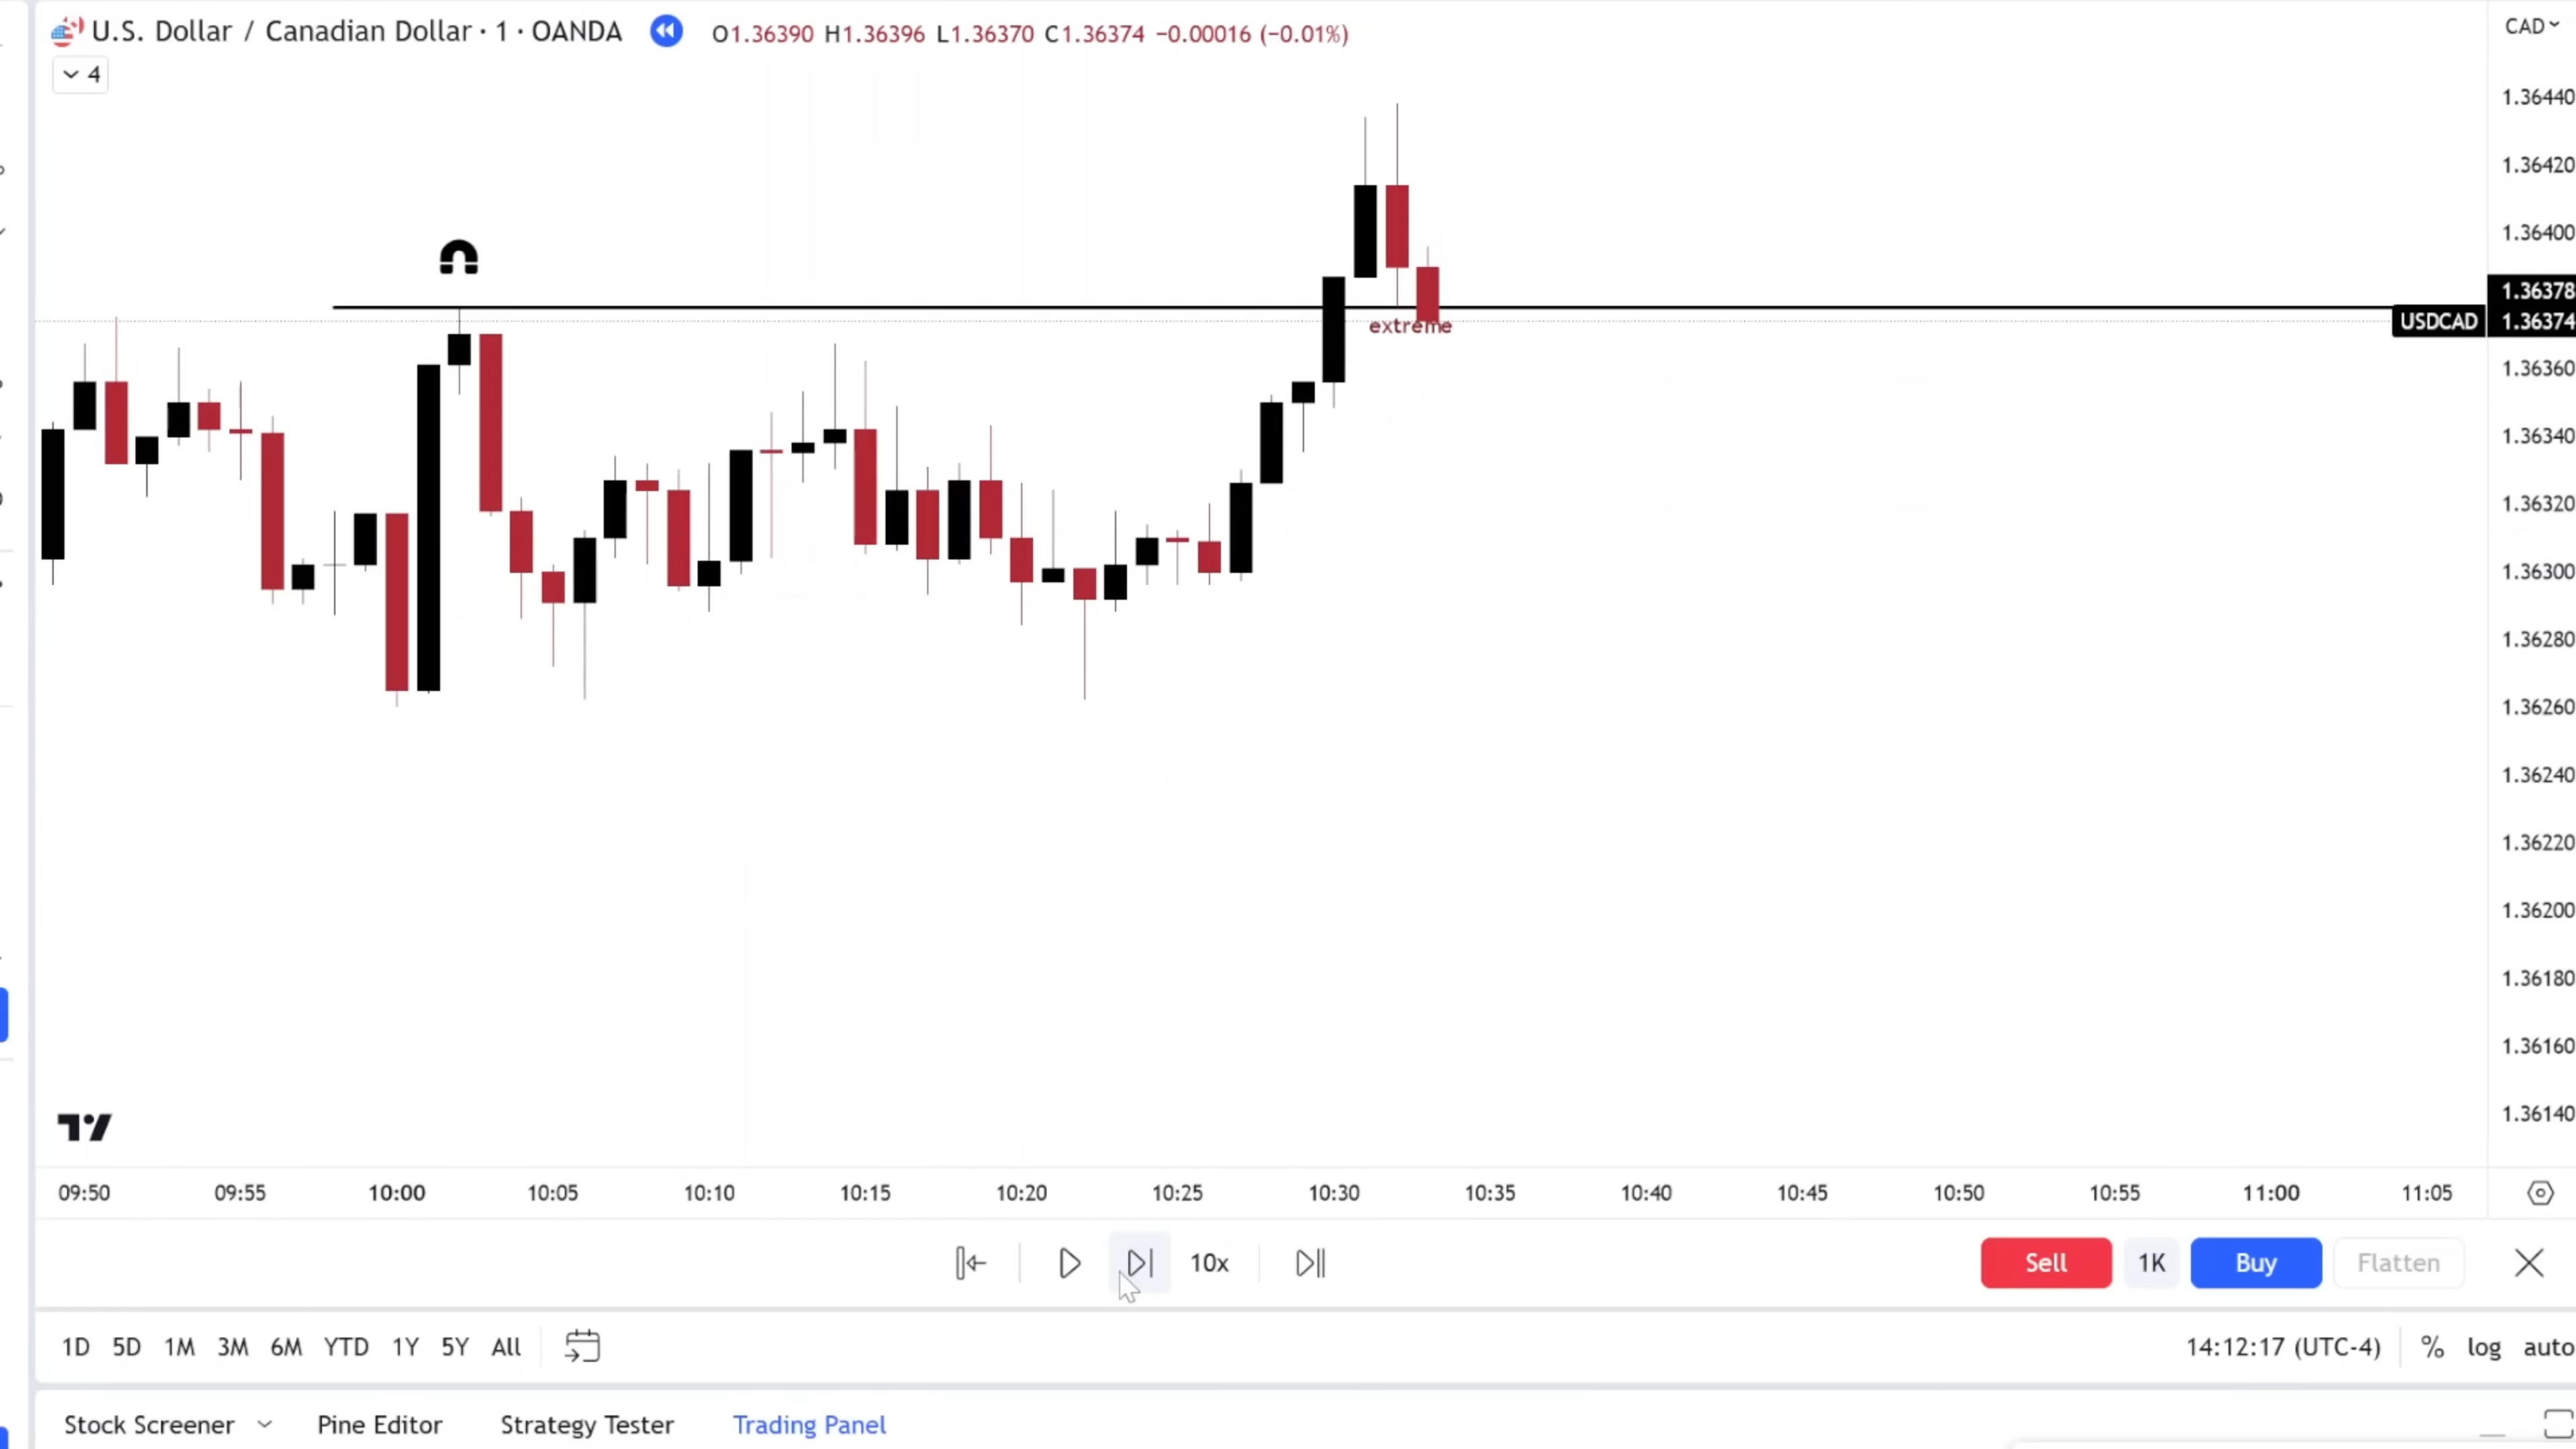 U.S. Dollar / Canadian Dollar · 1 · OANDA O1.36390 H1.36396 L1.36370 C1.36374 −0.00016 (−0.01%) CAD
4
1.36440
1.36420
1.36400
1.36378
USDCAD 1.36374
extreme
1.36360
1.36340
1.36320
1.36300
1.36280
1.36260
1.36240
1.36220
1.36200
1.36180
1.36160
1.36140
09:50 09:55 10:00 10:05 10:10 10:15 10:20 10:25 10:30 10:35 10:40 10:45 10:50 10:55 11:00 11:05
10x Sell 1K Buy Flatten
1D 5D 1M 3M 6M YTD 1Y 5Y All 14:12:17 (UTC-4) % log auto
Stock Screener Pine Editor Strategy Tester Trading Panel